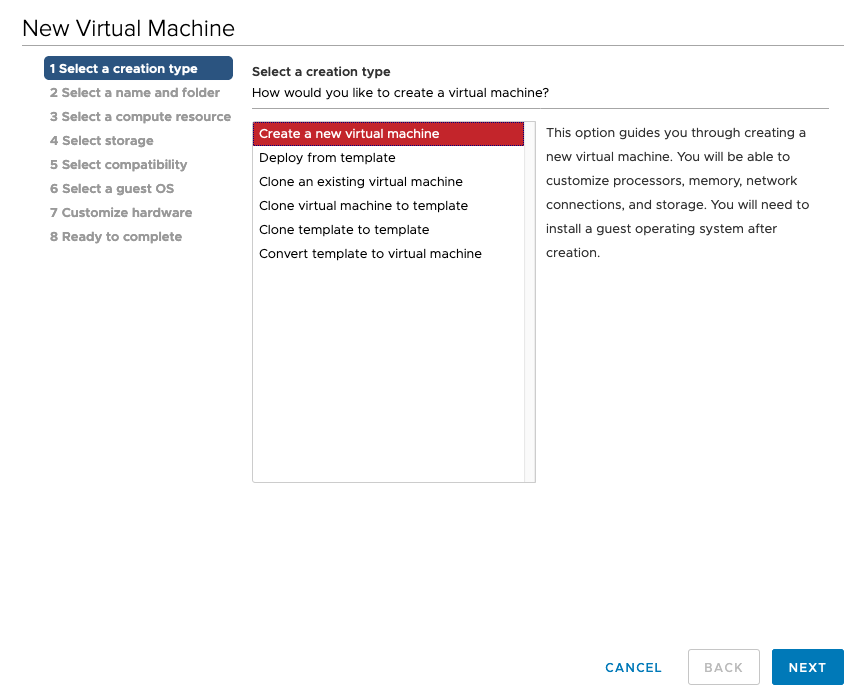 New Virtual Machine
1 Select a creation type
2 Select a name and folder
3 Select a compute resource
4 Select storage
5 Select compatibility
6 Select a guest OS
7 Customize hardware
8 Ready to complete
Select a creation type
How would you like to create a virtual machine?
Create a new virtual machine
Deploy from template
Clone an existing virtual machine
Clone virtual machine to template
Clone template to template
Convert template to virtual machine
This option guides you through creating a
new virtual machine. You will be able to
customize processors, memory, network
connections, and storage. You will need to
install a guest operating system after
creation.
CANCEL
BACK
NEXT